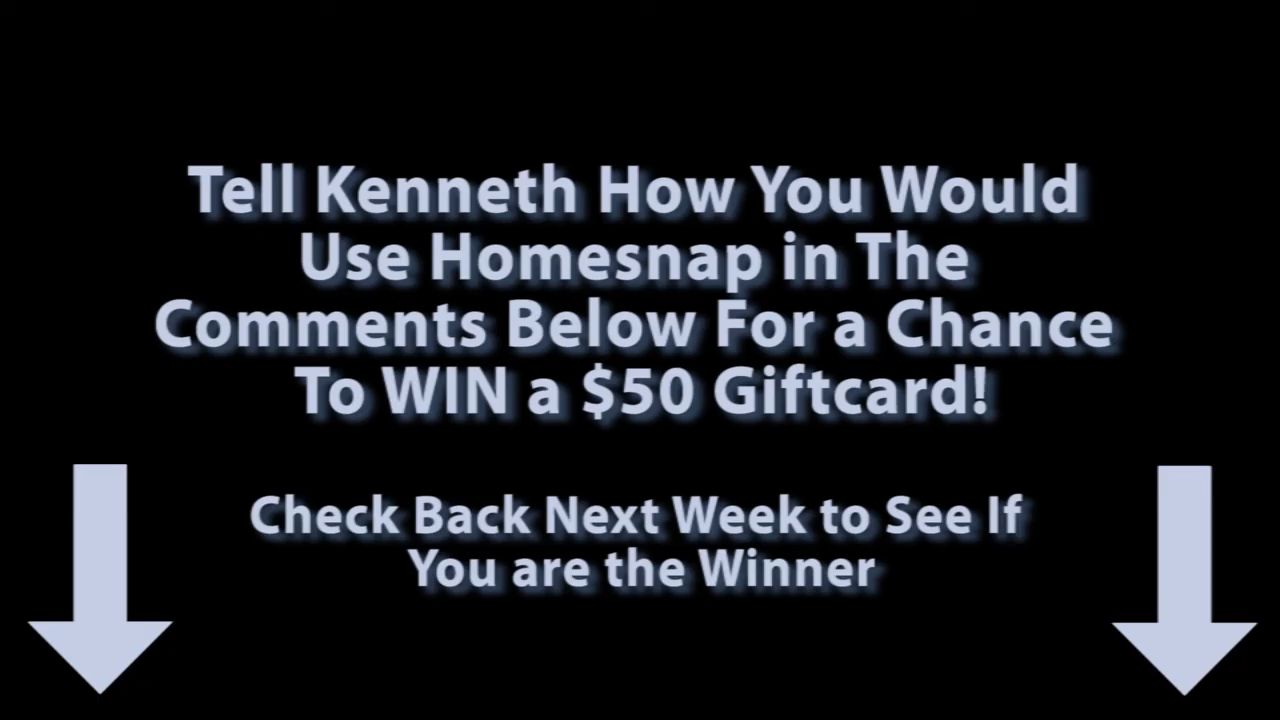 Tell Kenneth How You Would
Use Homesnap in The
Comments Below For a Chance
To WIN a $50 Giftcard!
Check Back Next Week to See If
You are the Winner